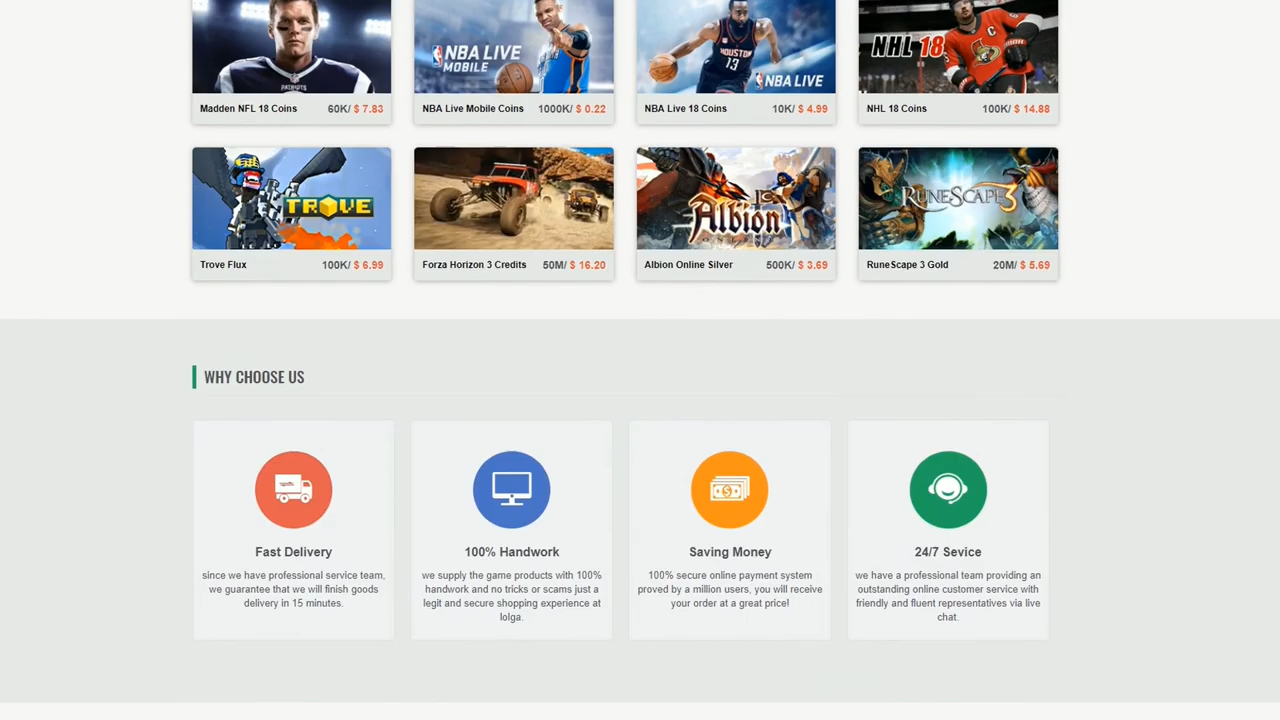 PATRIOTS
NBA LIVE
MOBILE
HOUSTON
13
NBA LIVE
NHL 18
C
Madden NFL 18 Coins 60K/ $ 7.83
NBA Live Mobile Coins 1000K/ $ 0.22
NBA Live 18 Coins 10K/ $ 4.99
NHL 18 Coins 100K/ $ 14.88
TROVE
Albion
ONLINE
RUNESCAPE 3
Trove Flux 100K/ $ 6.99
Forza Horizon 3 Credits 50M/ $ 16.20
Albion Online Silver 500K/ $ 3.69
RuneScape 3 Gold 20M/ $ 5.69
WHY CHOOSE US
Fast Delivery
since we have professional service team,
we guarantee that we will finish goods
delivery in 15 minutes.
100% Handwork
we supply the game products with 100%
handwork and no tricks or scams just a
legit and secure shopping experience at
lolga.
Saving Money
100% secure online payment system
proved by a million users, you will receive
your order at a great price!
24/7 Sevice
we have a professional team providing an
outstanding online customer service with
friendly and fluent representatives via live
chat.